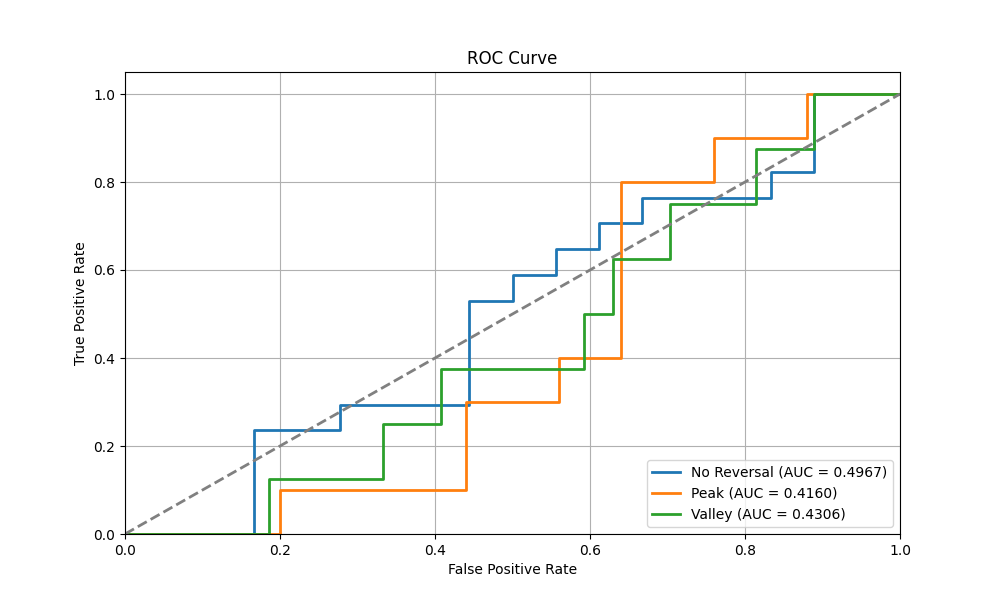 ROC Curve
True Positive Rate
1.0
0.8
0.6
0.4
0.2
0.0
No Reversal (AUC = 0.4967)
Peak (AUC = 0.4160)
Valley (AUC = 0.4306)
0.0 0.2 0.4 0.6 0.8 1.0
False Positive Rate